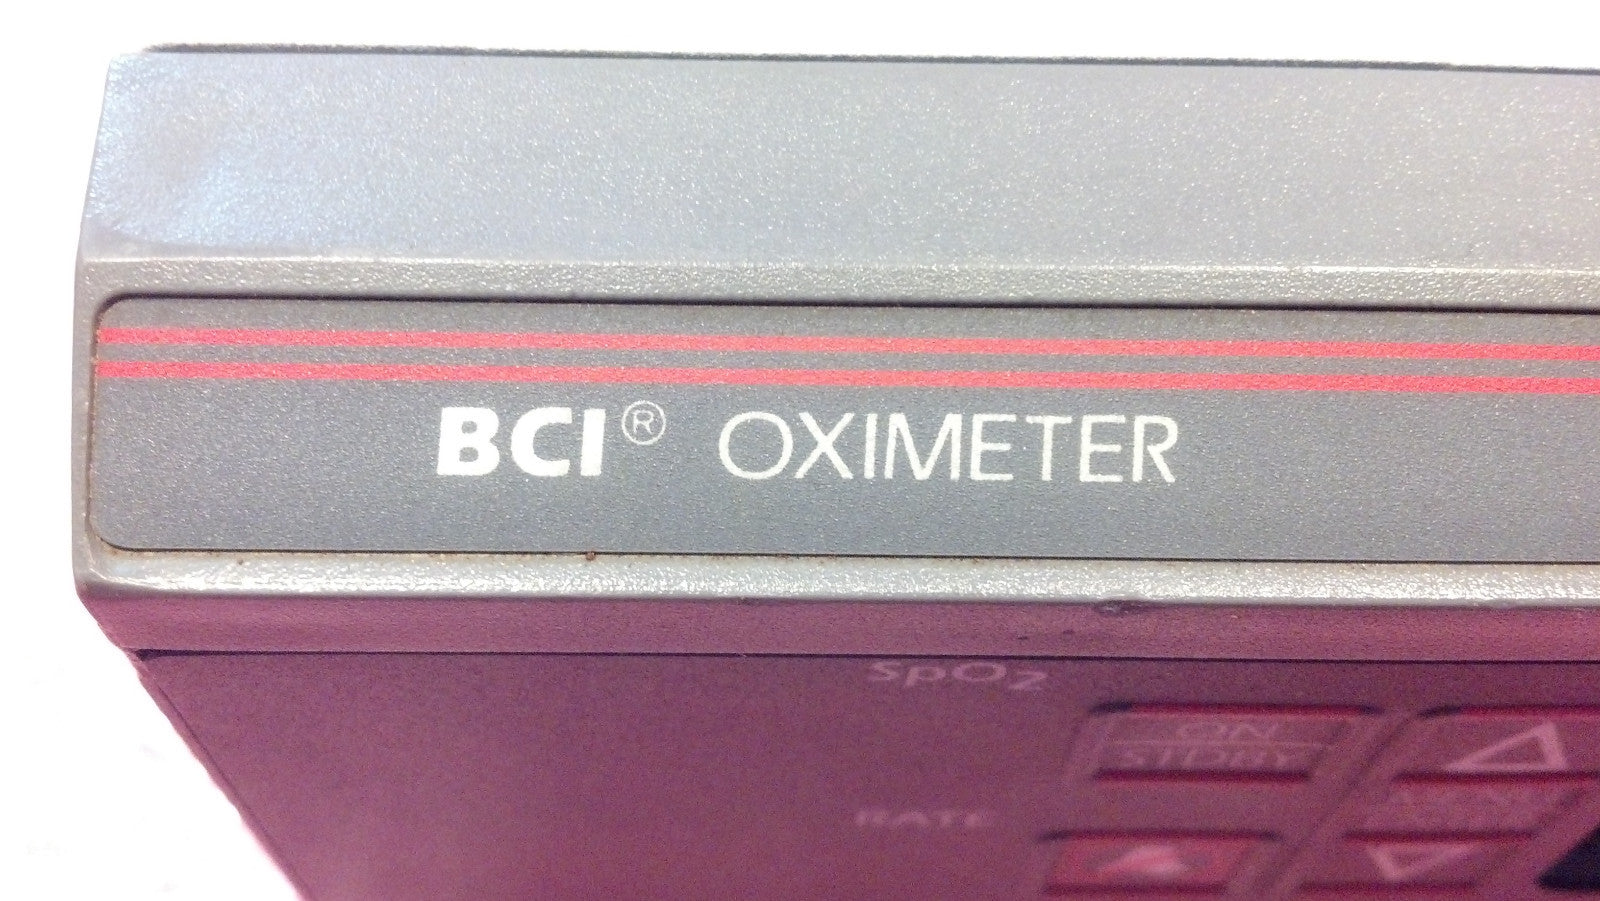 BCI® OXIMETER
SpO2
ON
STDBY
RATE